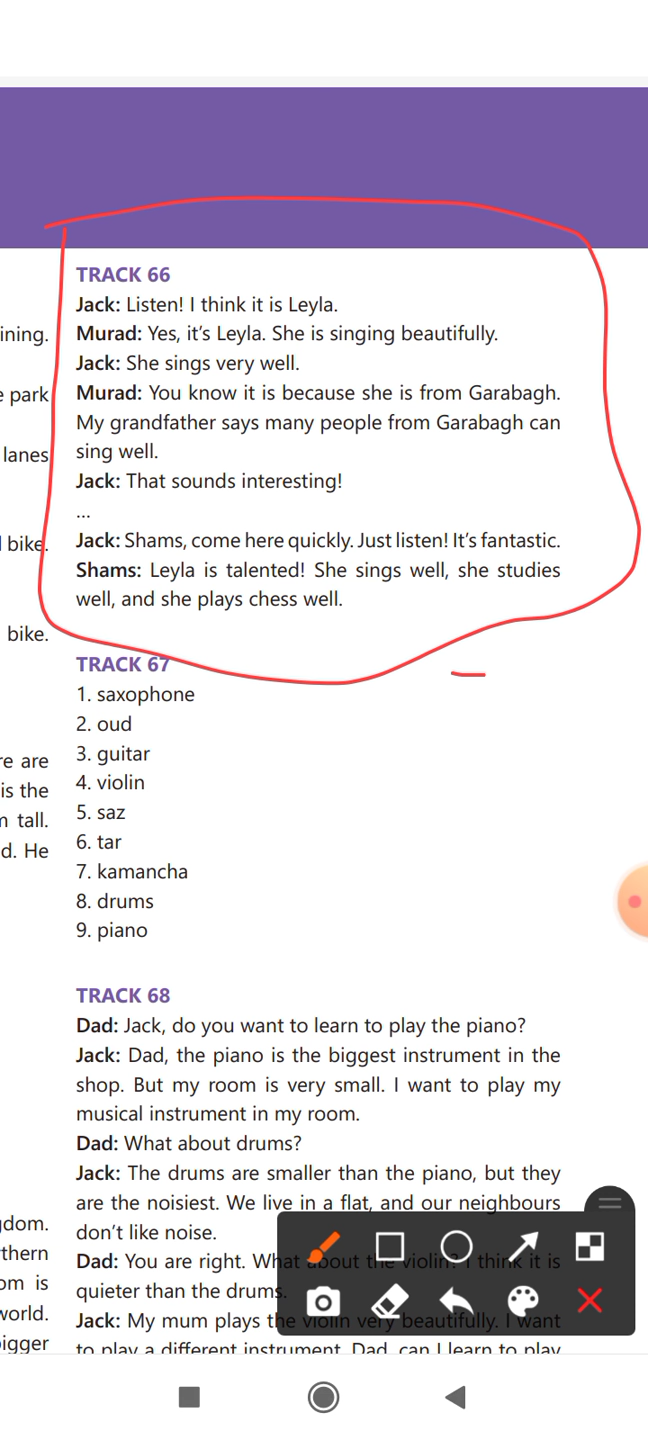 TRACK 66
Jack: Listen! I think it is Leyla.
ining.
Murad: Yes, it's Leyla. She is singing beautifully.
Jack: She sings very well.
park
Murad: You know it is because she is from Garabagh.
My grandfather says many people from Garabagh can
lanes
sing well.
Jack: That sounds interesting!
...
bike.
Jack: Shams, come here quickly. Just listen! It's fantastic.
Shams: Leyla is talented! She sings well, she studies
well, and she plays chess well.
bike.
TRACK 67
1. saxophone
2. oud
3. guitar
re are
4. violin
is the
5. saz
tall.
6. tar
d. He
7. kamancha
8. drums
9. piano
TRACK 68
Dad: Jack, do you want to learn to play the piano?
Jack: Dad, the piano is the biggest instrument in the
shop. But my room is very small. I want to play my
musical instrument in my room.
Dad: What about drums?
Jack: The drums are smaller than the piano, but they
are the noisiest. We live in a flat, and our neighbours
gdom.
don't like noise.
thern
Dad: You are right. What about the violin? I think it is
om is
quieter than the drums.
world.
Jack: My mum plays the violin very beautifully. I want
igger
to play a different instrument. Dad, can I learn to play